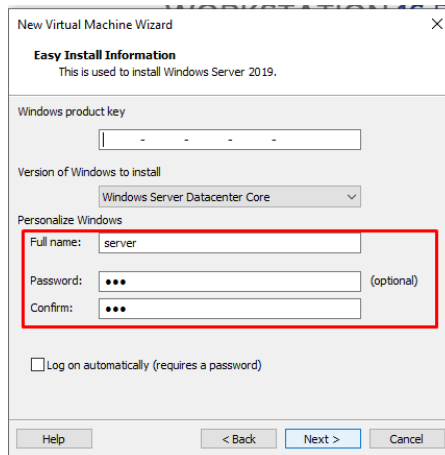 WORKSTATION 16
New Virtual Machine Wizard
Easy Install Information
This is used to install Windows Server 2019.
Windows product key
- - - -
Version of Windows to install
Windows Server Datacenter Core
Personalize Windows
Full name: server
Password: ●●● (optional)
Confirm: ●●●
Log on automatically (requires a password)
Help < Back Next > Cancel